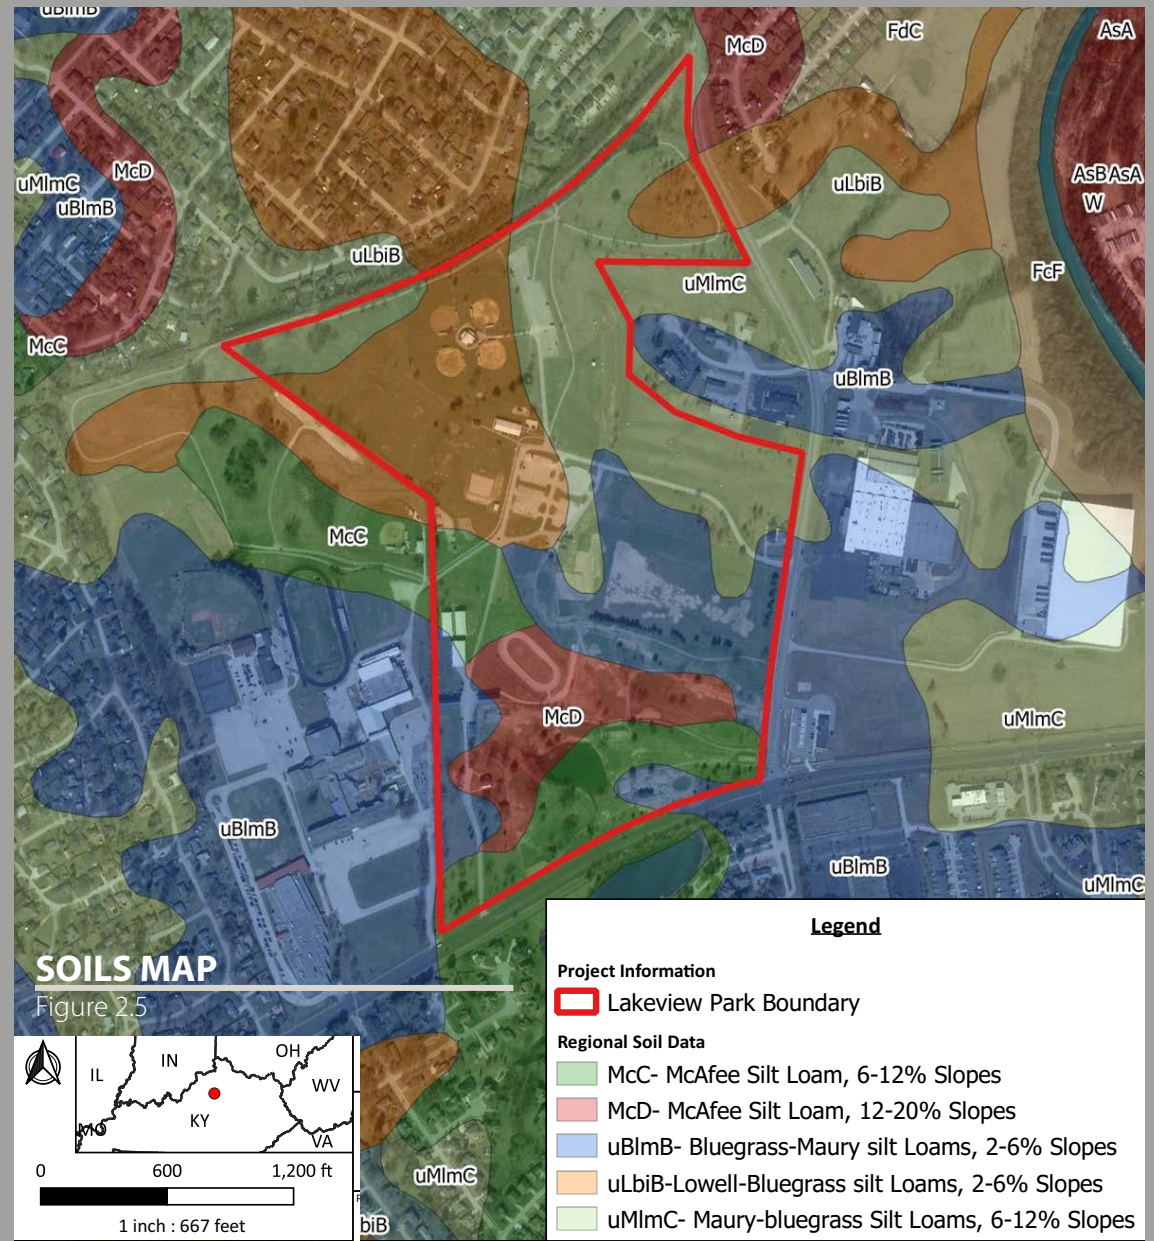 uBlmB
McD
FdC
AsA
McD
uMlmC
uBlmB
uLbiB
AsB AsA
W
uLbiB
FcF
uMlmC
McC
uBlmB
McC
McD
uMlmC
uBlmB
uBlmB
uMlmC
SOILS MAP
Figure 2.5
IL
IN
OH
WV
KY
MO
VA
0 600 1,200 ft
1 inch : 667 feet
uMlmC
biB
Legend
Project Information
Lakeview Park Boundary
Regional Soil Data
McC- McAfee Silt Loam, 6-12% Slopes
McD- McAfee Silt Loam, 12-20% Slopes
uBlmB- Bluegrass-Maury silt Loams, 2-6% Slopes
uLbiB-Lowell-Bluegrass silt Loams, 2-6% Slopes
uMlmC- Maury-bluegrass Silt Loams, 6-12% Slopes